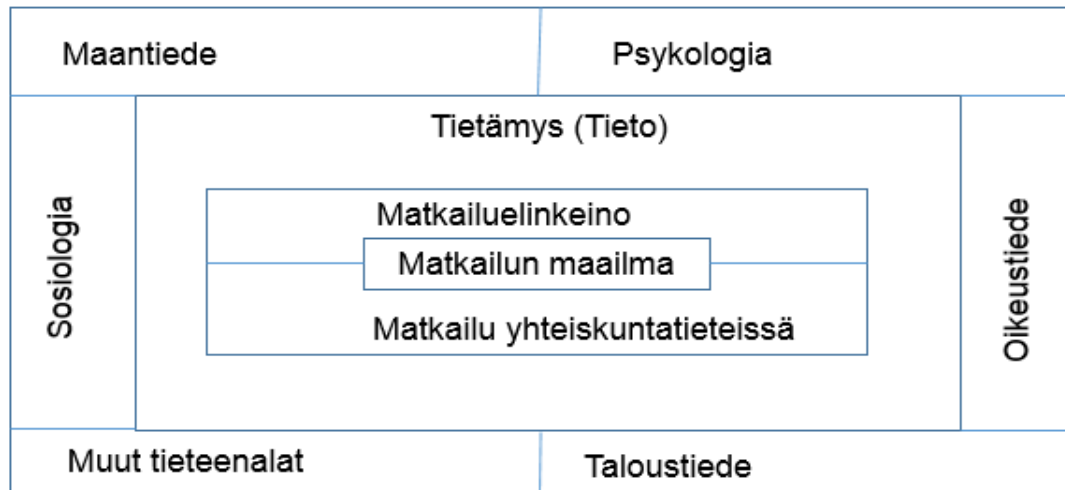 Maantiede
Psykologia
Tietämys (Tieto)
Sosiologia
Matkailuelinkeino
Matkailun maailma
Matkailu yhteiskuntatieteissä
Oikeustiede
Muut tieteenalat
Taloustiede